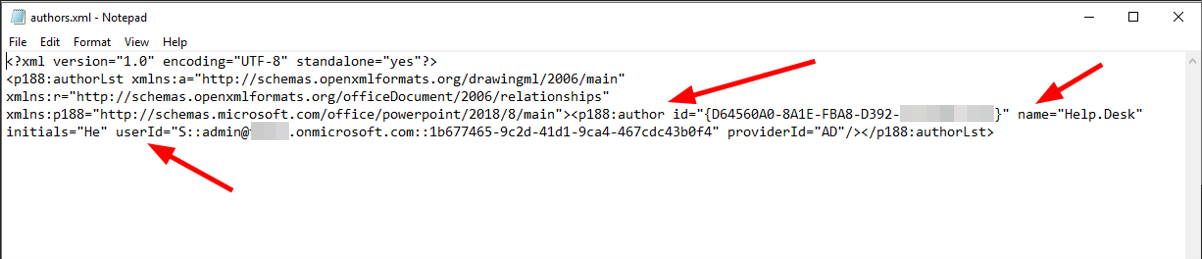 authors.xml - Notepad
File Edit Format View Help
<?xml version="1.0" encoding="UTF-8" standalone="yes"?>
<p188:authorLst xmlns:a="http://schemas.openxmlformats.org/drawingml/2006/main"
xmlns:r="http://schemas.openxmlformats.org/officeDocument/2006/relationships"
xmlns:p188="http://schemas.microsoft.com/office/powerpoint/2018/8/main"><p188:author id="{D64560A0-8A1E-FBA8-D392- }" name="Help.Desk"
initials="He" userId="S::admin@ .onmicrosoft.com::1b677465-9c2d-41d1-9ca4-467cdc43b0f4" providerId="AD"/></p188:authorLst>